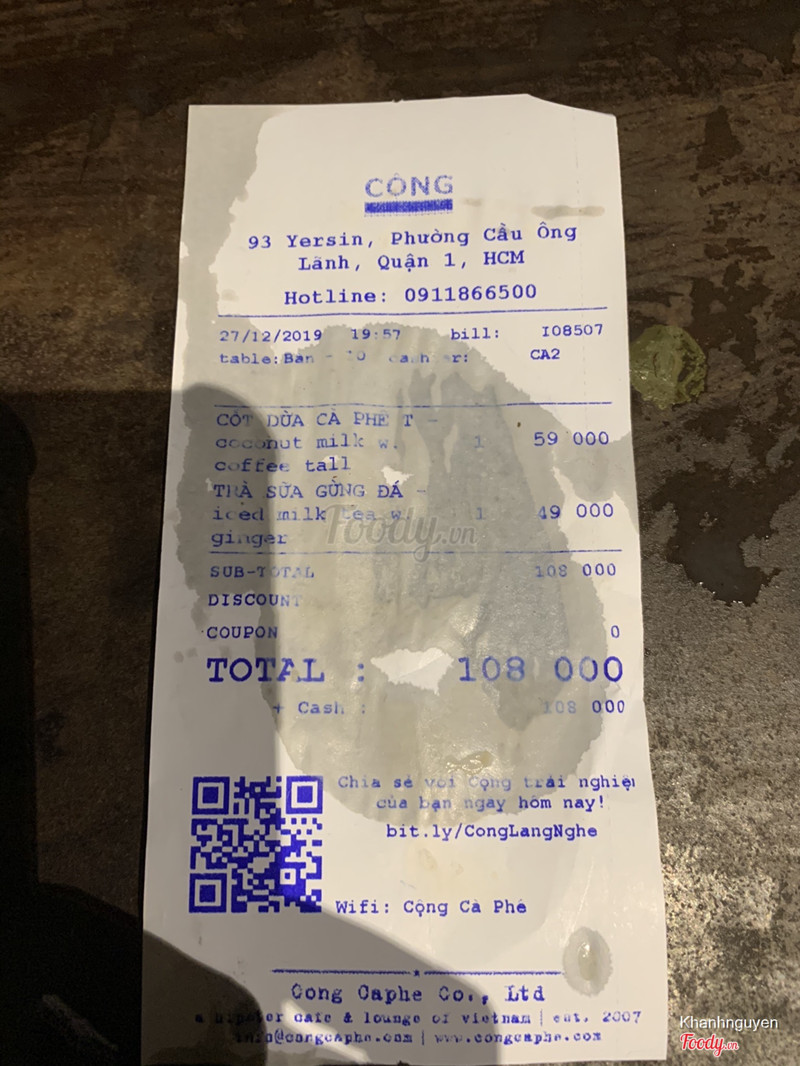 CỘNG
93 Yersin, Phường Cầu Ông
Lãnh, Quận 1, HCM
Hotline: 0911866500
27/12/2019 19:57 bill: I08507
table:Ban - 10 CA2
CỐT DỪA CÀ PHÊ T -
coconut milk w. 1 59 000
coffee tall
TRÀ SỮA GỪNG ĐÁ -
iced milk tea w 1 49 000
ginger
SUB-TOTAL 108 000
DISCOUNT
COUPON 0
TOTAL : 108 000
+ Cash : 108 000
Chia sẻ với Cộng trải nghiệ
của bạn ngay hôm nay!
bit.ly/CongLangNghe
Wifi: Cộng Cà Phê
Cong Caphe Co., Ltd
a hipster cafe & lounge of vietnam | est. 2007
info@congcaphe.com | www.congcaphe.com
Foody.vn
Khanhnguyen
Foody.vn